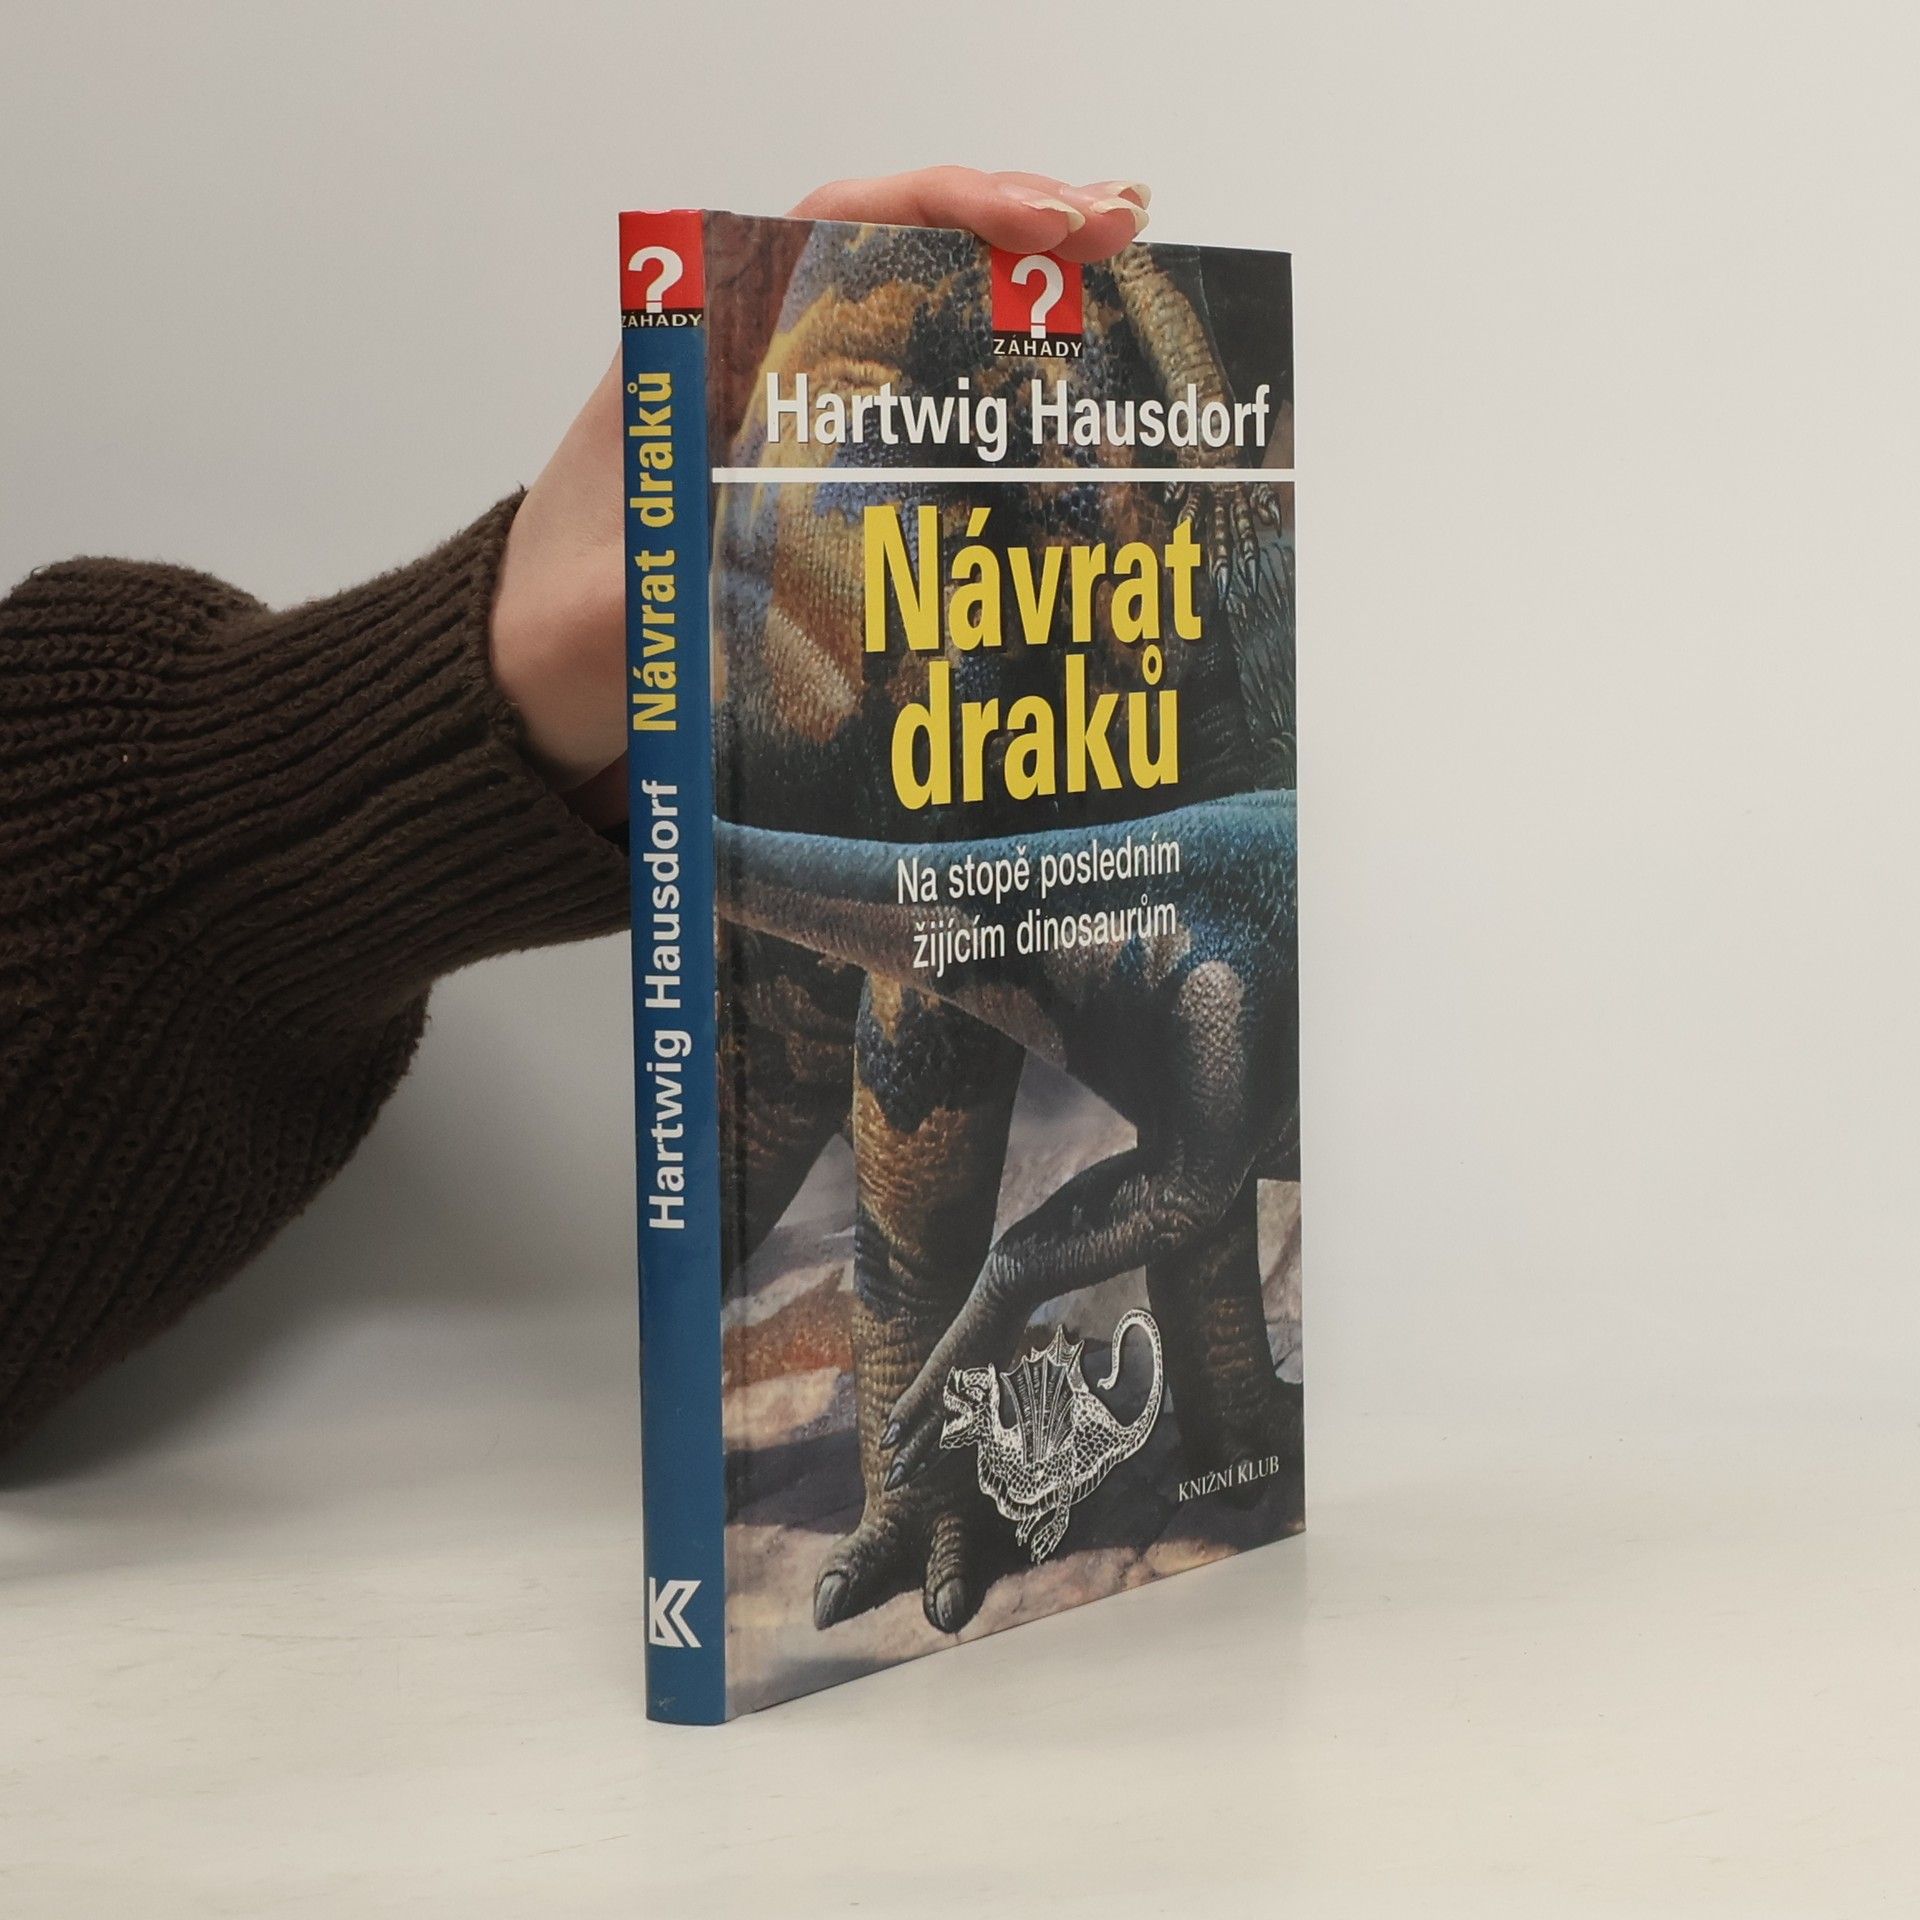 ?
ZÁHADY
Hartwig Hausdorf Návrat draků
?
ZÁHADY
Hartwig Hausdorf
Návrat
draků
Na stopě posledním
žijícím dinosaurům
KNIŽNÍ KLUB